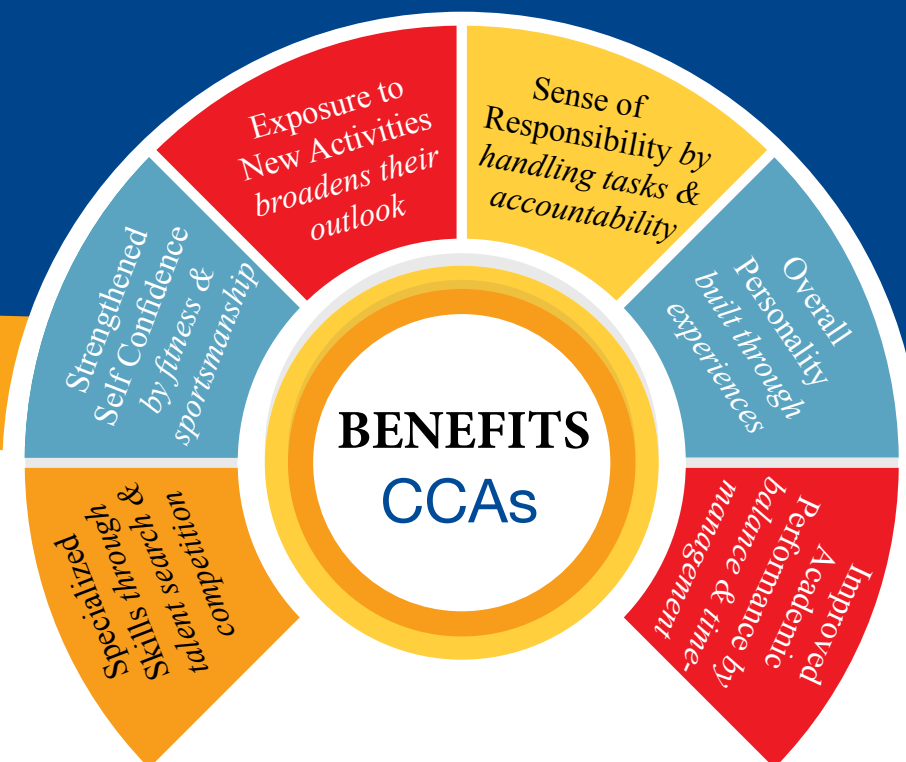 BENEFITS
CCAs
Specialized
Skills through
talent search &
competition
Strengthened
Self Confidence
by fitness &
sportsmanship
Exposure to
New Activities
broadens their
outlook
Sense of
Responsibility by
handling tasks &
accountability
Overall
Personality
built through
experiences
Improved
Academic
Performance by
balance & time-
management